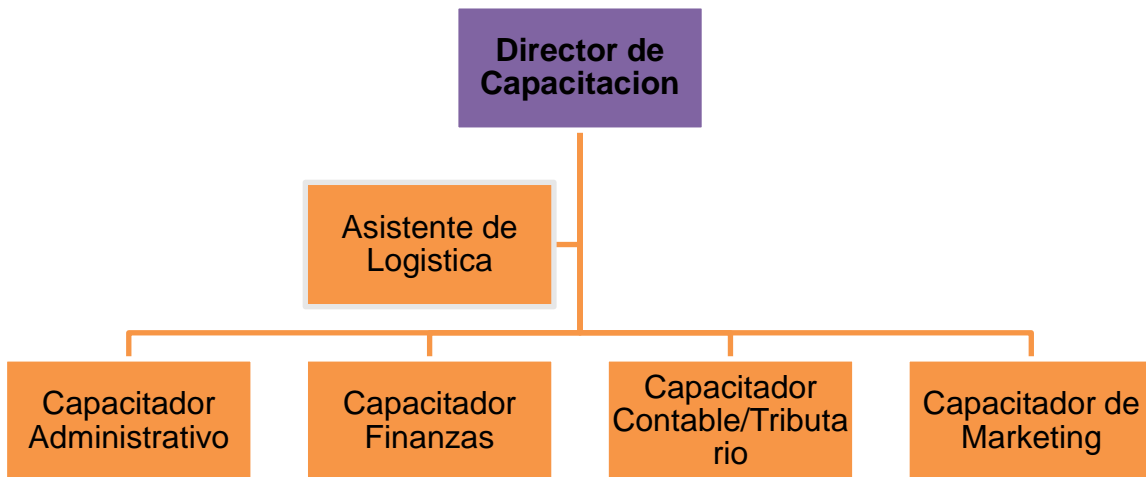 Director de
Capacitacion
Asistente de
Logistica
Capacitador
Administrativo
Capacitador
Finanzas
Capacitador
Contable/Tributa
rio
Capacitador de
Marketing